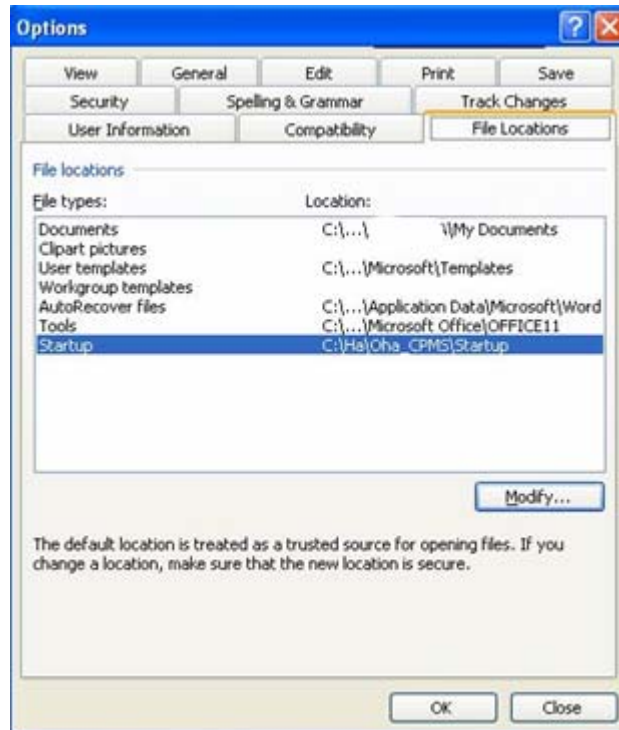 Options
View General Edit Print Save
Security Spelling & Grammar Track Changes
User Information Compatibility File Locations
File locations
File types: Location:
Documents C:\...\ \\My Documents
Clipart pictures
User templates C:\...\Microsoft\Templates
Workgroup templates
AutoRecover files C:\...\Application Data\Microsoft\Word
Tools C:\...\Microsoft Office\OFFICE11
Startup C:\Ha\Oha_CPMS\Startup
Modify...
The default location is treated as a trusted source for opening files. If you
change a location, make sure that the new location is secure.
OK Close